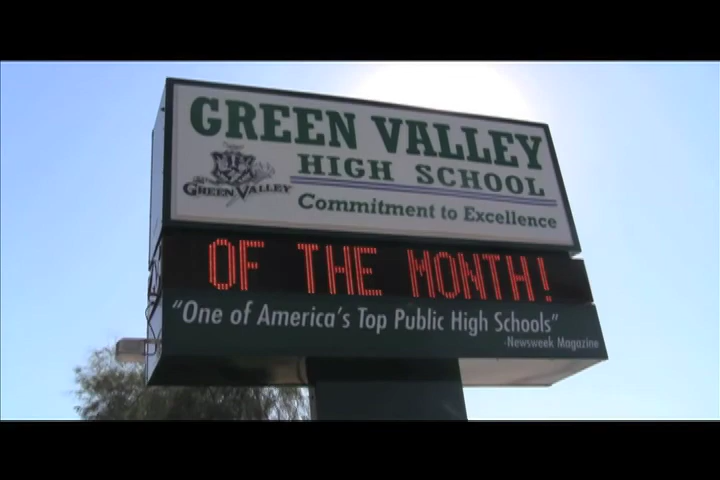 GREEN VALLEY
HIGH SCHOOL
GREEN VALLEY
Commitment to Excellence
OF THE MONTH!
"One of America's Top Public High Schools"
-Newsweek Magazine